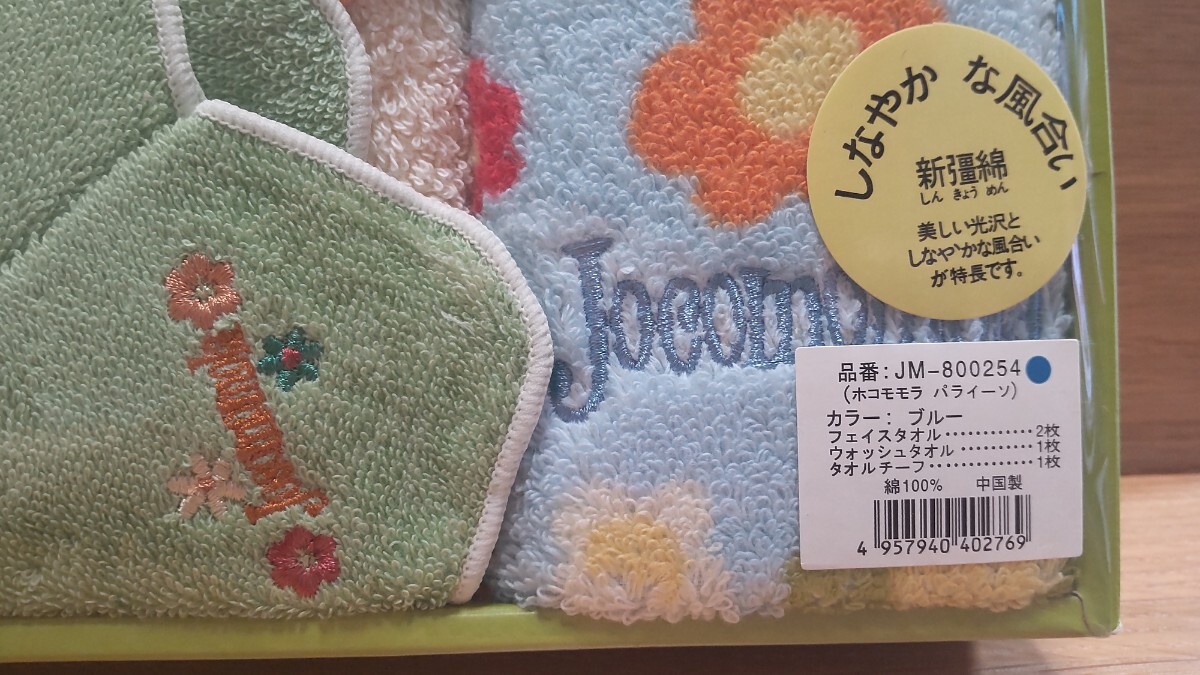 しなやかな風合い
新彊綿
しん きょう めん
美しい光沢と
しなやかな風合い
が特長です。
Jocomo
品番:JM-800254
(ホコモモラ パライーソ)
カラー: ブルー
フェイスタオル…………2枚
ウォッシュタオル…………1枚
タオルチーフ……………1枚
綿100% 中国製
4 957940 402769